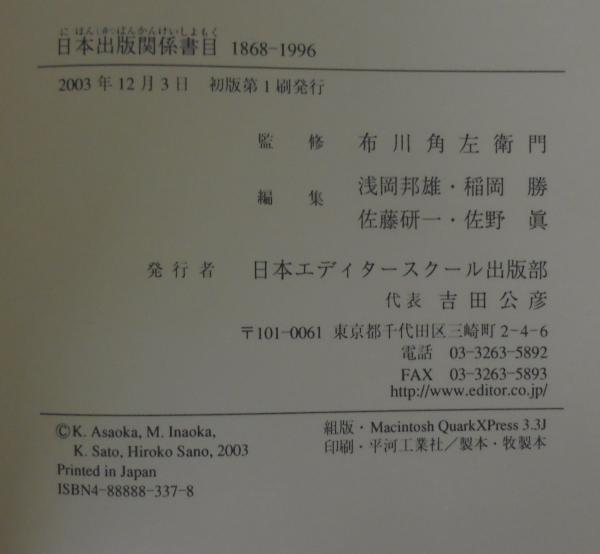 にほんしゅっぱんかんけいしょもく
日本出版関係書目 1868-1996
2003年12月3日 初版第1刷発行
監修 布川角左衛門
編集 浅岡邦雄・稲岡 勝
佐藤研一・佐野 眞
発行者 日本エディタースクール出版部
代表 吉田公彦
〒101-0061 東京都千代田区三崎町2-4-6
電話 03-3263-5892
FAX 03-3263-5893
http://www.editor.co.jp/
©K. Asaoka, M. Inaoka,
K. Sato, Hiroko Sano, 2003
Printed in Japan
ISBN4-88888-337-8
組版・Macintosh QuarkXPress 3.3J
印刷・平河工業社/製本・牧製本